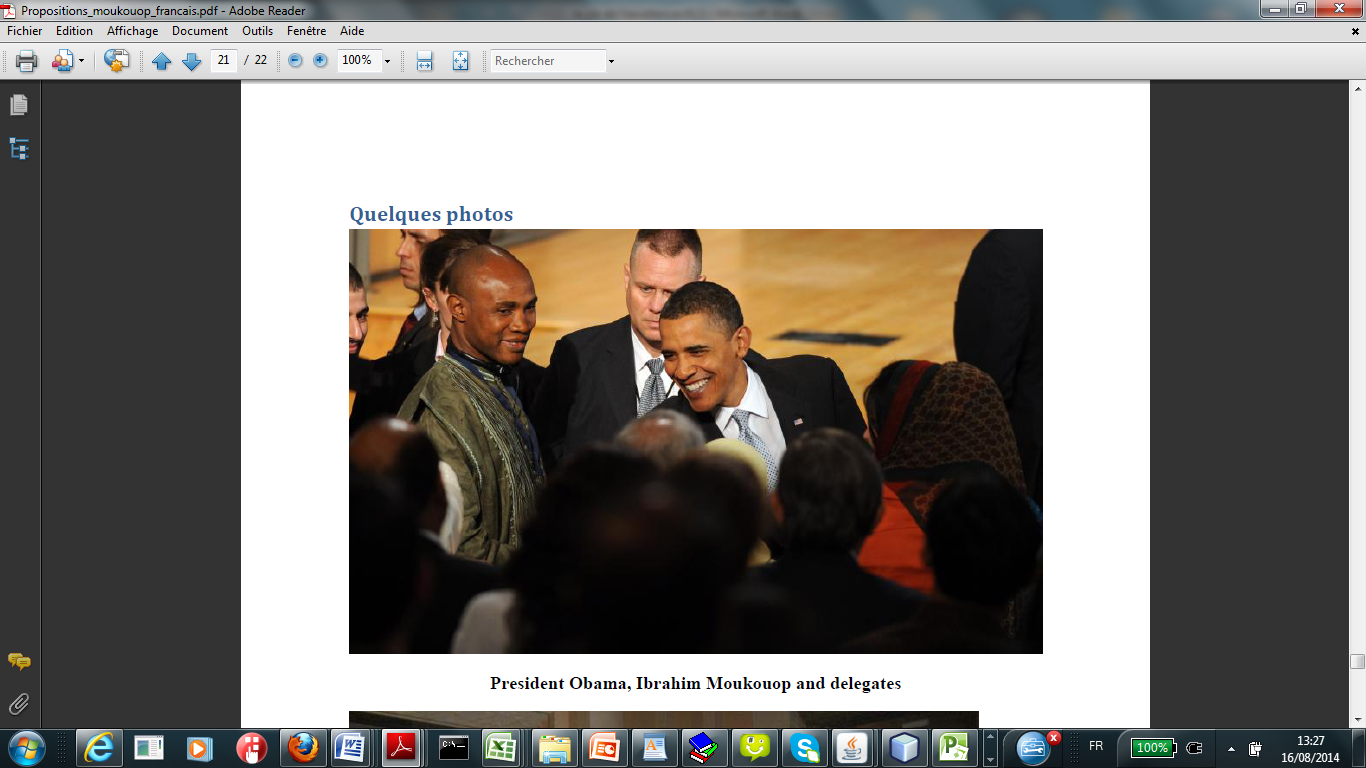 Propositions_moukouop_francais.pdf - Adobe Reader
Fichier Edition Affichage Document Outils Fenêtre Aide
21 / 22 100% Rechercher
Quelques photos
President Obama, Ibrahim Moukouop and delegates
C:\
FR 100% 13:27
16/08/2014